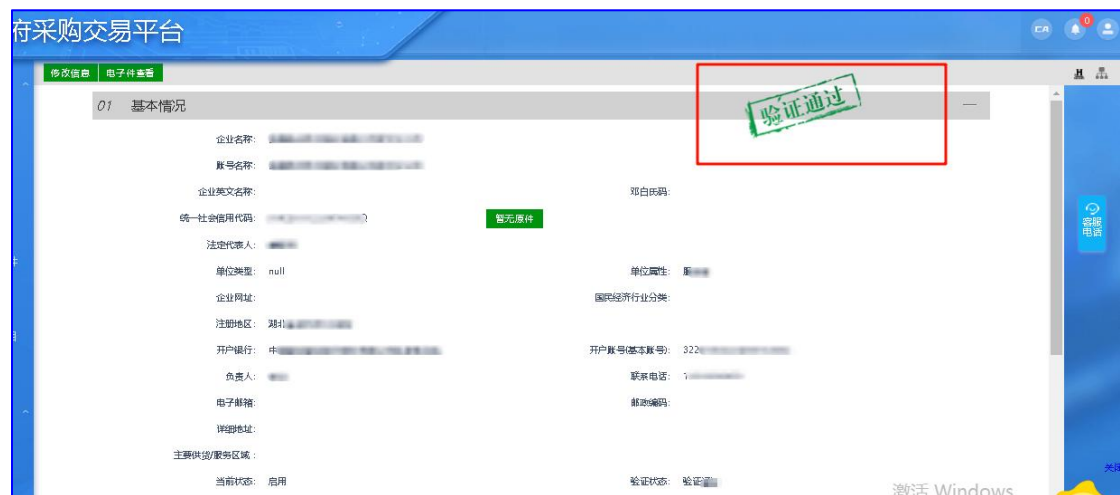 采购交易平台
CA
0
修改信息 电子件查看
01 基本情况
验证通过
企业名称:
账号名称:
企业英文名称: 邓白氏码:
统一社会信用代码: 暂无原件
法定代表人:
单位类型: null 单位属性:
企业网址: 国民经济行业分类:
注册地区: 湖北
开户银行: 中 开户账号(基本账号): 322
负责人: 联系电话:
电子邮箱: 邮政编码:
详细地址:
主要供货/服务区域:
当前状态: 启用 验证状态: 验证
客服
电话
激活 Windows